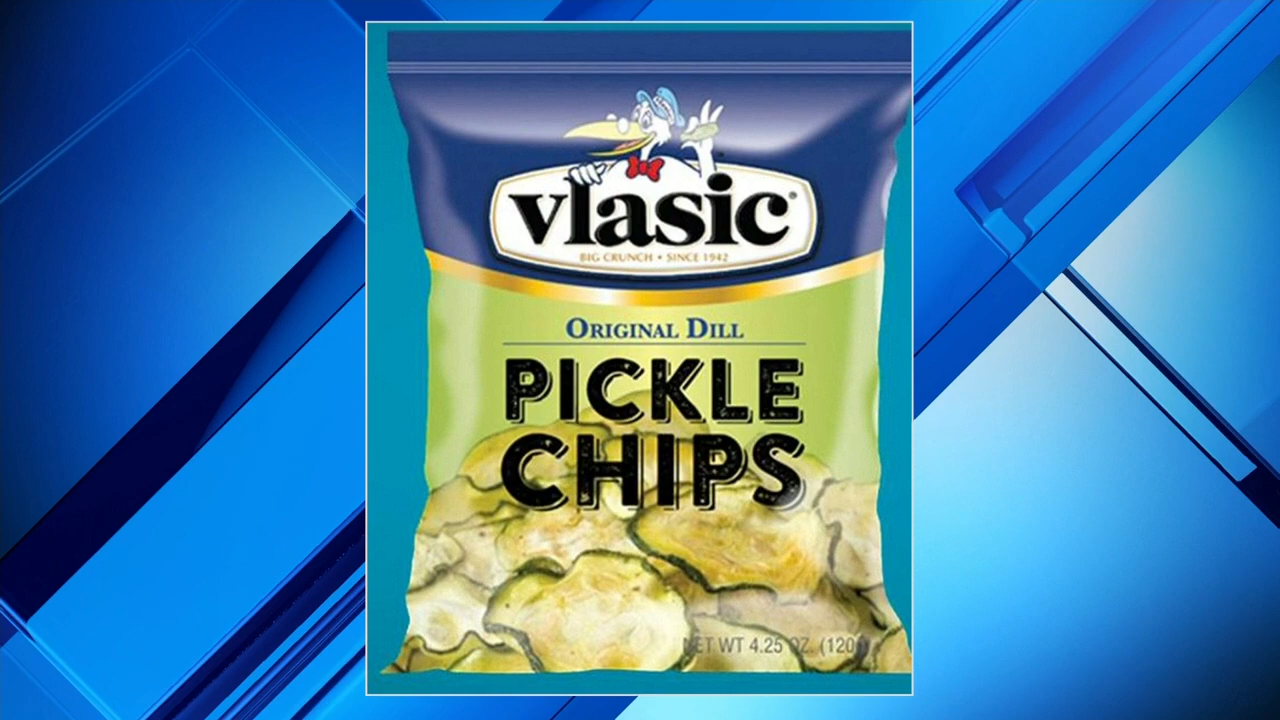 vlasic®
BIG CRUNCH • SINCE 1942
ORIGINAL DILL
PICKLE
CHIPS
NET WT 4.25 OZ. (120